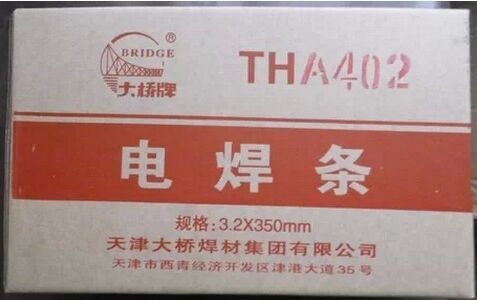 BRIDGE
大桥牌
THA402
电焊条
规格:3.2X350mm
天津大桥焊材集团有限公司
天津市西青经济开发区津港大道35号